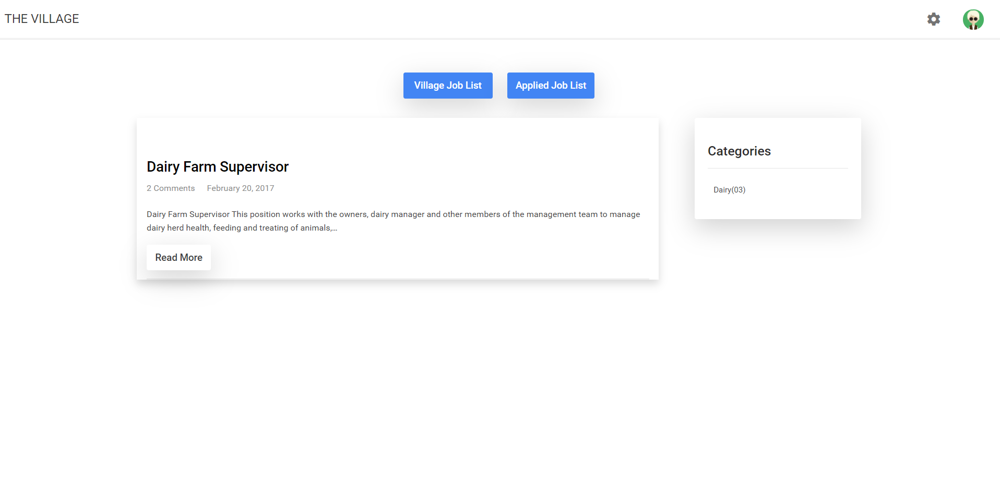 THE VILLAGE
Village Job List
Applied Job List
Dairy Farm Supervisor
2 Comments February 20, 2017
Dairy Farm Supervisor This position works with the owners, dairy manager and other members of the management team to manage
dairy herd health, feeding and treating of animals,...
Read More
Categories
Dairy(03)